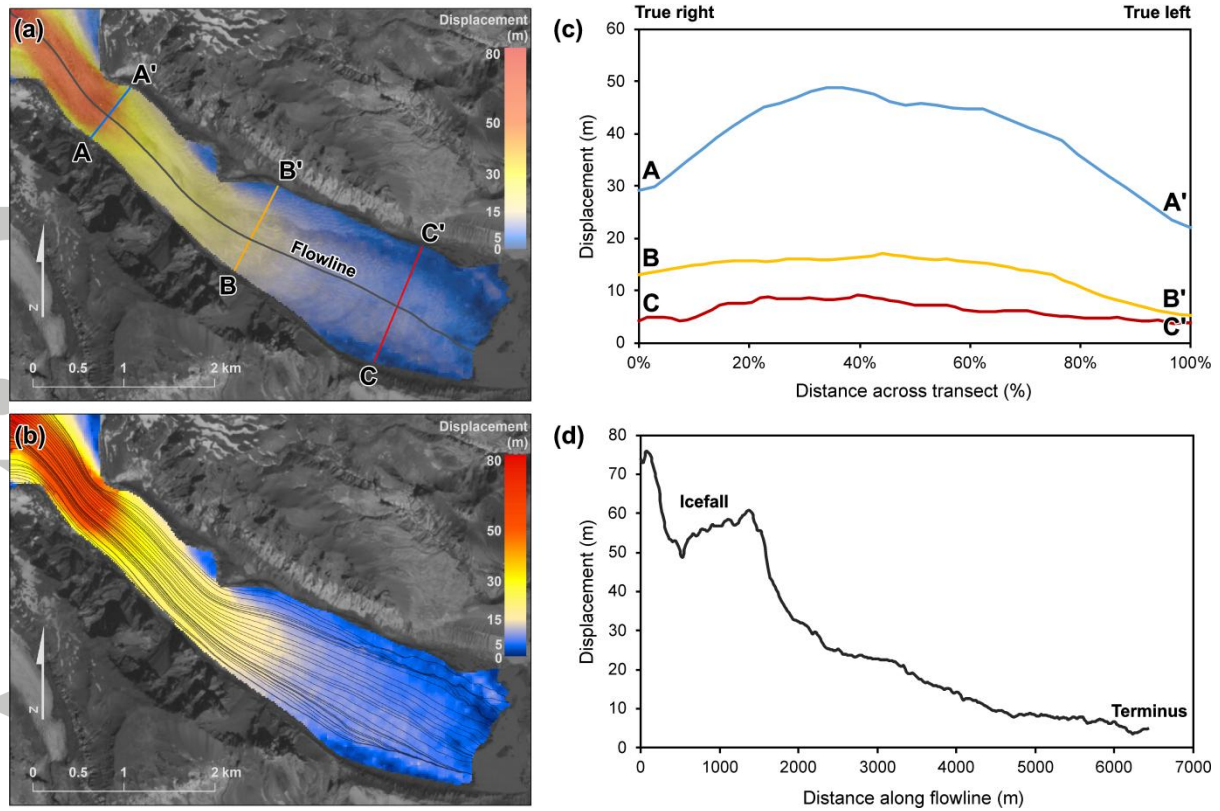 (a)
Displacement
(m)
80
50
30
15
5
0
A'
A
B'
B
C'
C
Flowline
N
0 0.5 1 2 km
(b)
Displacement
(m)
80
50
30
15
5
0
N
0 1 2 km
(c)
True right True left
60
50
40
30
20
10
0
Displacement (m)
A
A'
B
B'
C
C'
0% 20% 40% 60% 80% 100%
Distance across transect (%)
(d)
80
70
60
50
40
30
20
10
0
Displacement (m)
Icefall
Terminus
0 1000 2000 3000 4000 5000 6000 7000
Distance along flowline (m)